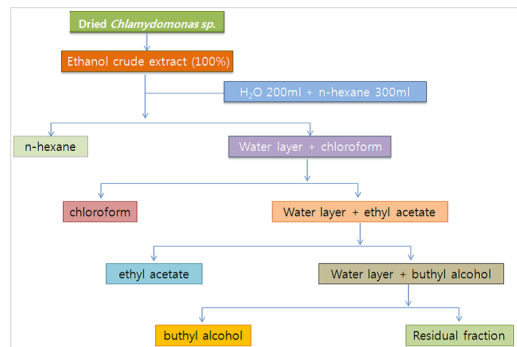 Dried Chlamydomonas sp.
Ethanol crude extract (100%)
H₂O 200ml + n-hexane 300ml
n-hexane
Water layer + chloroform
chloroform
Water layer + ethyl acetate
ethyl acetate
Water layer + buthyl alcohol
buthyl alcohol
Residual fraction